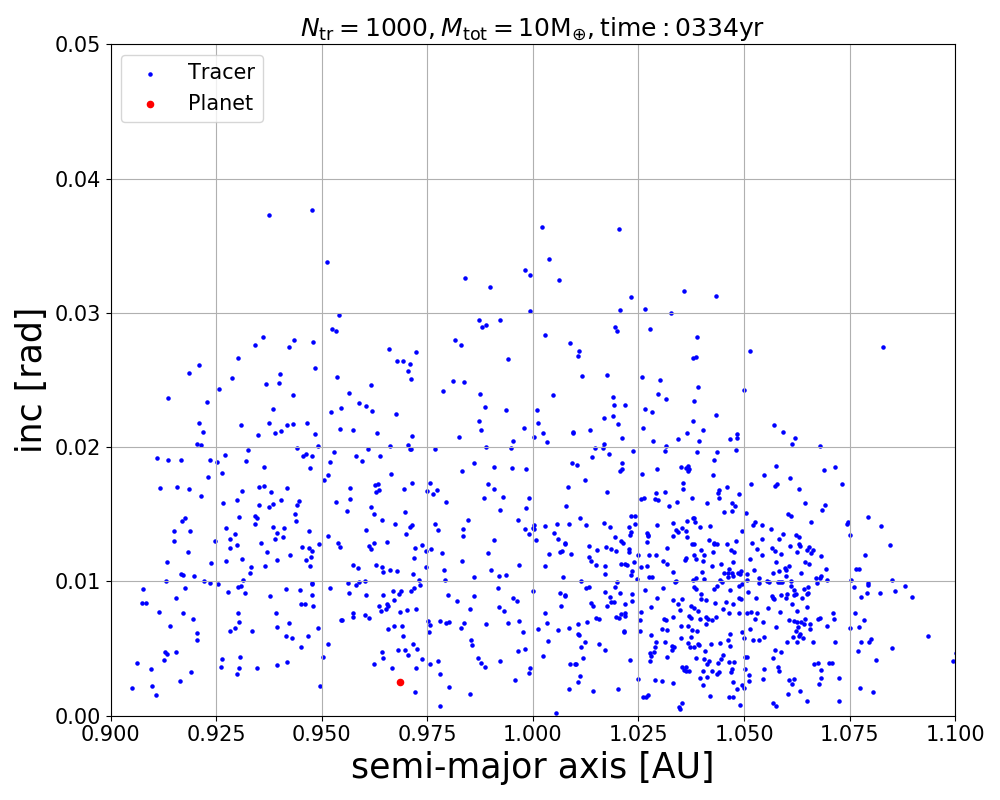 N_tr = 1000, M_tot = 10M_⊕, time : 0334yr
Tracer
Planet
0.05
0.04
0.03
0.02
0.01
0.00
inc [rad]
0.900 0.925 0.950 0.975 1.000 1.025 1.050 1.075 1.100
semi-major axis [AU]